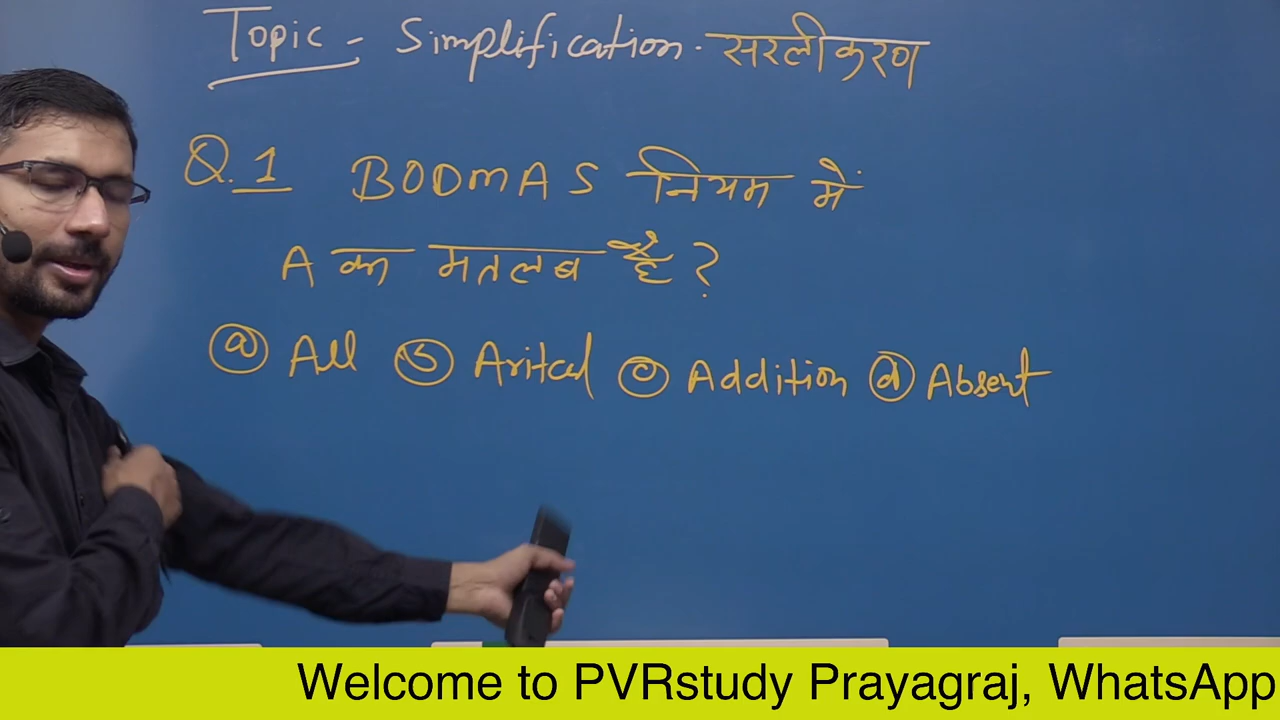 Topic - Simplification. सरलीकरण
Q.1 BODMAS नियम में
A का मतलब है?
(a) All (b) Arital (c) Addition (d) Absent
Welcome to PVRstudy Prayagraj, WhatsApp